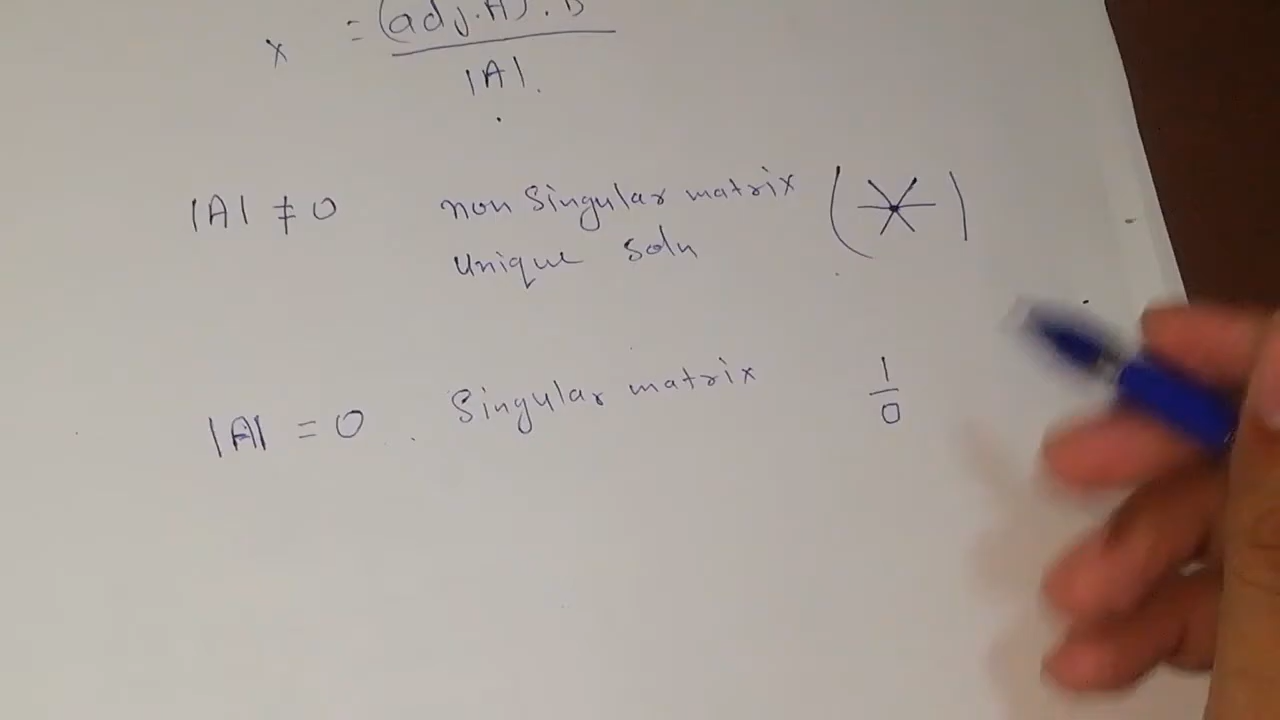 x = (adj.A).B
|A|.
|A| ≠ 0 non Singular matrix
unique soln
|A| = 0 . Singular matrix 1/0